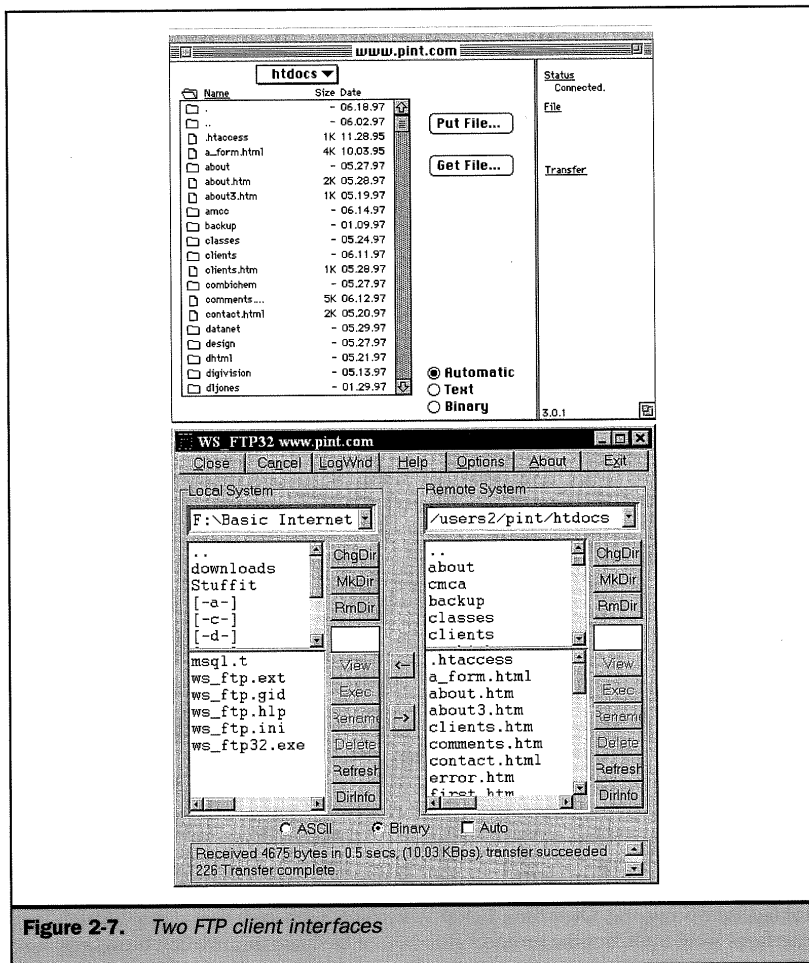 www.pint.com
htdocs
Name Size Date
. - 06.18.97
.. - 06.02.97
.htaccess 1K 11.28.95
a_form.html 4K 10.03.95
about - 05.27.97
about.htm 2K 05.28.97
about3.htm 1K 05.19.97
amcc - 06.14.97
backup - 01.09.97
classes - 05.24.97
clients - 06.11.97
clients.htm 1K 05.28.97
combichem - 05.27.97
comments.... 5K 06.12.97
contact.html 2K 05.20.97
datanet - 05.29.97
design - 05.27.97
dhtml - 05.21.97
digivision - 05.13.97
dljones - 01.29.97
Put File...
Get File...
Automatic
Text
Binary
Status
Connected.
File
Transfer
3.0.1
WS_FTP32 www.pint.com
Close Cancel LogWnd Help Options About Exit
Local System
F:\Basic Internet
..
downloads
Stuffit
[-a-]
[-c-]
[-d-]
ChgDir
MkDir
RmDir
msql.t
ws_ftp.ext
ws_ftp.gid
ws_ftp.hlp
ws_ftp.ini
ws_ftp32.exe
View
Exec
Rename
Delete
Refresh
DirInfo
<-
->
Remote System
/users2/pint/htdocs
..
about
cmca
backup
classes
clients
ChgDir
MkDir
RmDir
.htaccess
a_form.html
about.htm
about3.htm
clients.htm
comments.htm
contact.html
error.htm
first.htm
View
Exec
Rename
Delete
Refresh
DirInfo
ASCII Binary Auto
Received 4675 bytes in 0.5 secs, (10.03 KBps), transfer succeeded
226 Transfer complete.
Figure 2-7. Two FTP client interfaces